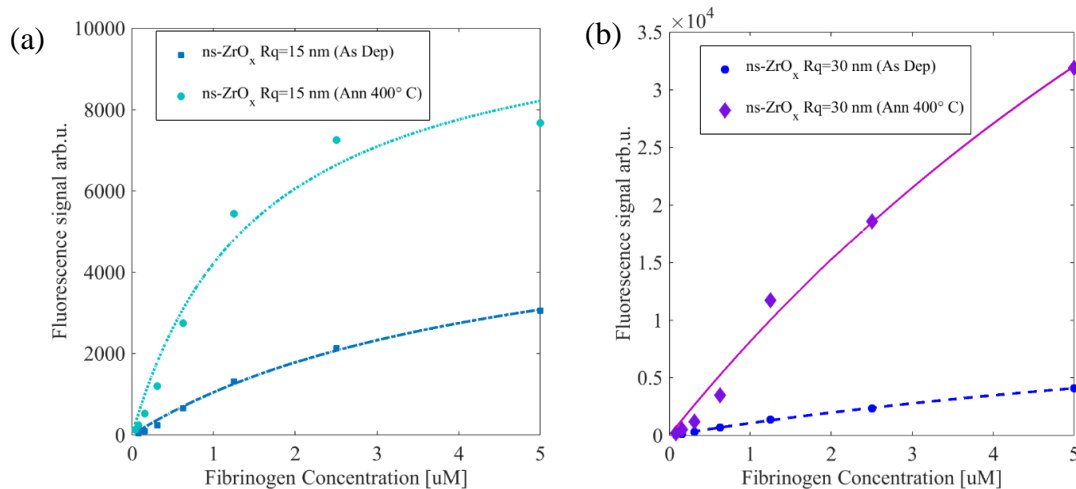 (a)
10000
8000
6000
4000
2000
0
0 1 2 3 4 5
Fluorescence signal arb.u.
Fibrinogen Concentration [uM]
ns-ZrOₓ Rq=15 nm (As Dep)
ns-ZrOₓ Rq=15 nm (Ann 400° C)
(b)
×10⁴
3.5
3
2.5
2
1.5
1
0.5
0
0 1 2 3 4 5
Fluorescence signal arb.u.
Fibrinogen Concentration [uM]
ns-ZrOₓ Rq=30 nm (As Dep)
ns-ZrOₓ Rq=30 nm (Ann 400° C)